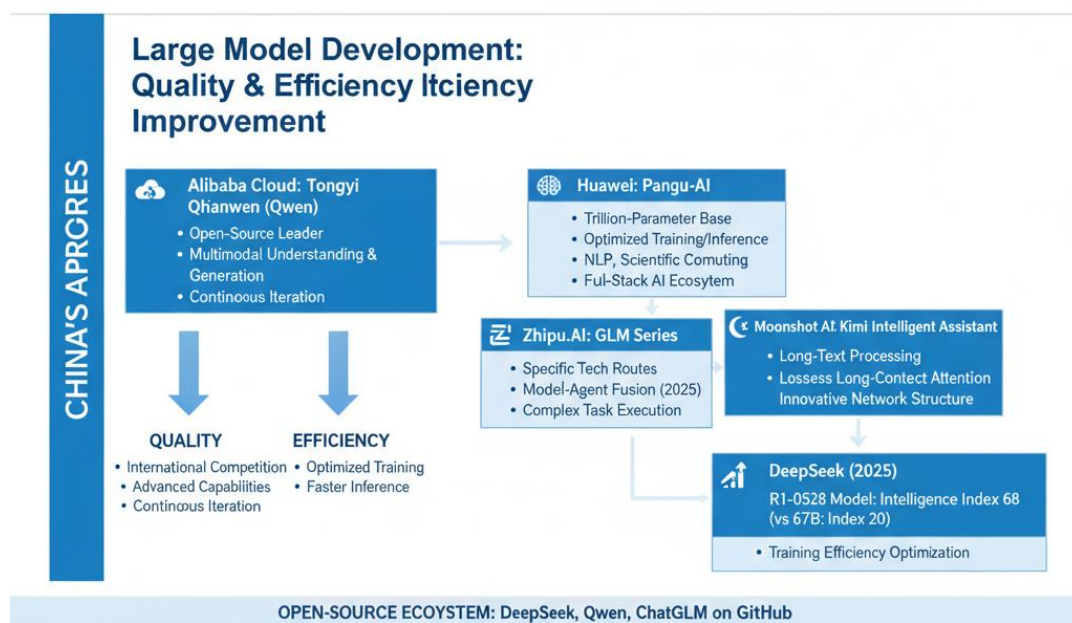 Large Model Development:
Quality & Efficiency Itciency
Improvement
CHINA'S APRORES
Alibaba Cloud: Tongyi
Qhanwen (Qwen)
• Open-Source Leader
• Multimodal Understanding &
Generation
• Continoous Iteration
Huawei: Pangu-AI
• Trillion-Parameter Base
• Optimized Training/Inference
• NLP, Scientific Comuting
• Ful-Stack AI Ecosytem
Zhipu.AI: GLM Series
• Specific Tech Routes
• Model-Agent Fusion (2025)
• Complex Task Execution
Moonshot AI: Kimi Intelligent Assistant
• Long-Text Processing
• Lossess Long-Contect Attention
Innovative Network Structure
QUALITY
• International Competition
• Advanced Capabilities
• Continoous Iteration
EFFICIENCY
• Optimized Training
• Faster Inference
DeepSeek (2025)
R1-0528 Model: Intelligence Index 68
(vs 67B: Index 20)
• Training Efficiency Optimization
OPEN-SOURCE ECOYSTEM: DeepSeek, Qwen, ChatGLM on GitHub